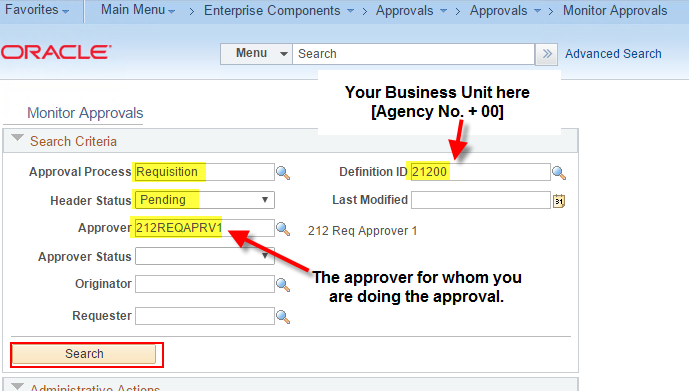 Favorites Main Menu > Enterprise Components > Approvals > Approvals > Monitor Approvals
ORACLE
Menu Search Advanced Search
Your Business Unit here
[Agency No. + 00]
Monitor Approvals
Search Criteria
Approval Process Requisition Definition ID 21200
Header Status Pending Last Modified
Approver 212REQAPRV1 212 Req Approver 1
Approver Status
The approver for whom you
are doing the approval.
Originator
Requester
Search
Administrative Actions